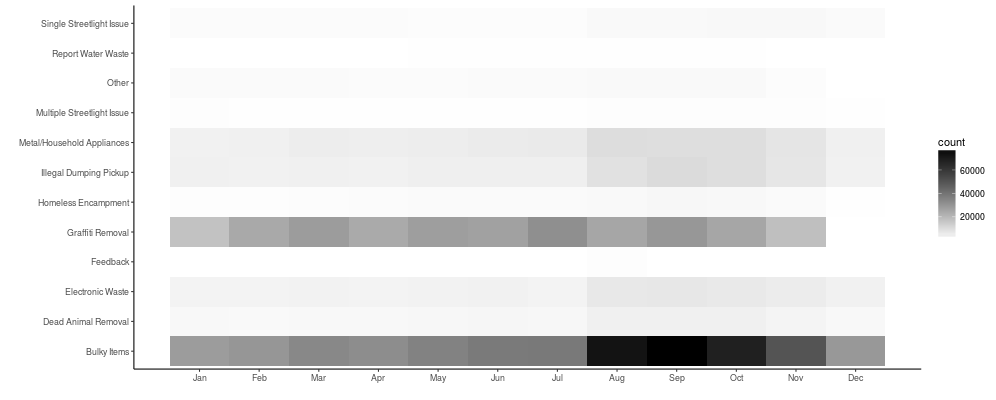 Single Streetlight Issue
Report Water Waste
Other
Multiple Streetlight Issue
Metal/Household Appliances
Illegal Dumping Pickup
Homeless Encampment
Graffiti Removal
Feedback
Electronic Waste
Dead Animal Removal
Bulky Items
Jan Feb Mar Apr May Jun Jul Aug Sep Oct Nov Dec
count
60000
40000
20000